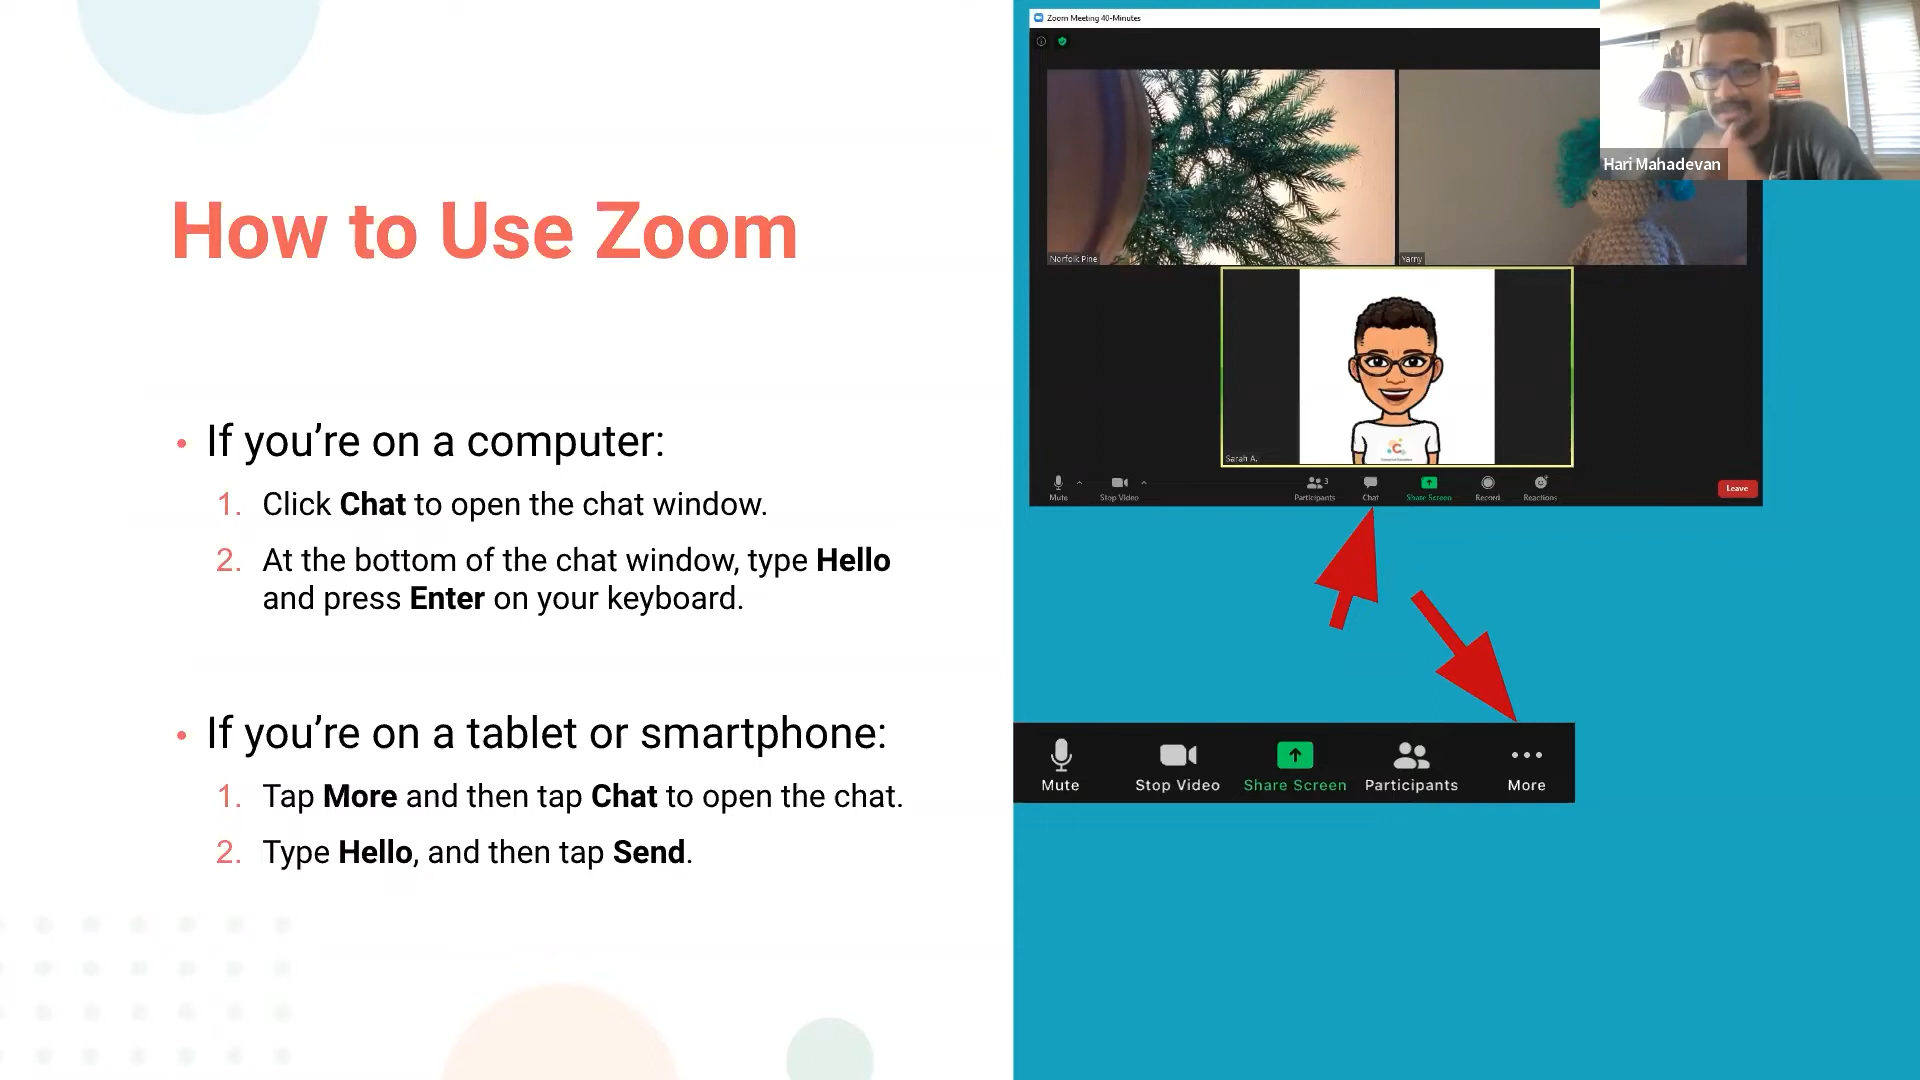 How to Use Zoom
• If you’re on a computer:
1. Click Chat to open the chat window.
2. At the bottom of the chat window, type Hello
and press Enter on your keyboard.
• If you’re on a tablet or smartphone:
1. Tap More and then tap Chat to open the chat.
2. Type Hello, and then tap Send.
Zoom Meeting 40-Minutes
Hari Mahadevan
Norfolk Pine
Yarny
Sarah A.
3
Mute Stop Video Participants Chat Share Screen Record Reactions Leave
Mute Stop Video Share Screen Participants More